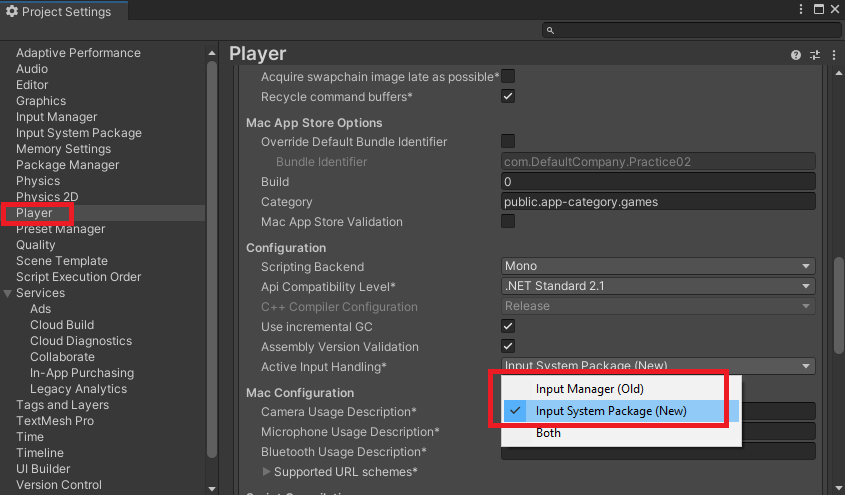 Project Settings
Adaptive Performance
Audio
Editor
Graphics
Input Manager
Input System Package
Memory Settings
Package Manager
Physics
Physics 2D
Player
Preset Manager
Quality
Scene Template
Script Execution Order
Services
Ads
Cloud Build
Cloud Diagnostics
Collaborate
In-App Purchasing
Legacy Analytics
Tags and Layers
TextMesh Pro
Time
Timeline
UI Builder
Version Control
Player
Acquire swapchain image late as possible*
Recycle command buffers*
Mac App Store Options
Override Default Bundle Identifier
Bundle Identifier com.DefaultCompany.Practice02
Build 0
Category public.app-category.games
Mac App Store Validation
Configuration
Scripting Backend Mono
Api Compatibility Level* .NET Standard 2.1
C++ Compiler Configuration Release
Use incremental GC
Assembly Version Validation
Active Input Handling* Input System Package (New)
Input Manager (Old)
Input System Package (New)
Both
Mac Configuration
Camera Usage Description*
Microphone Usage Description*
Bluetooth Usage Description*
Supported URL schemes*